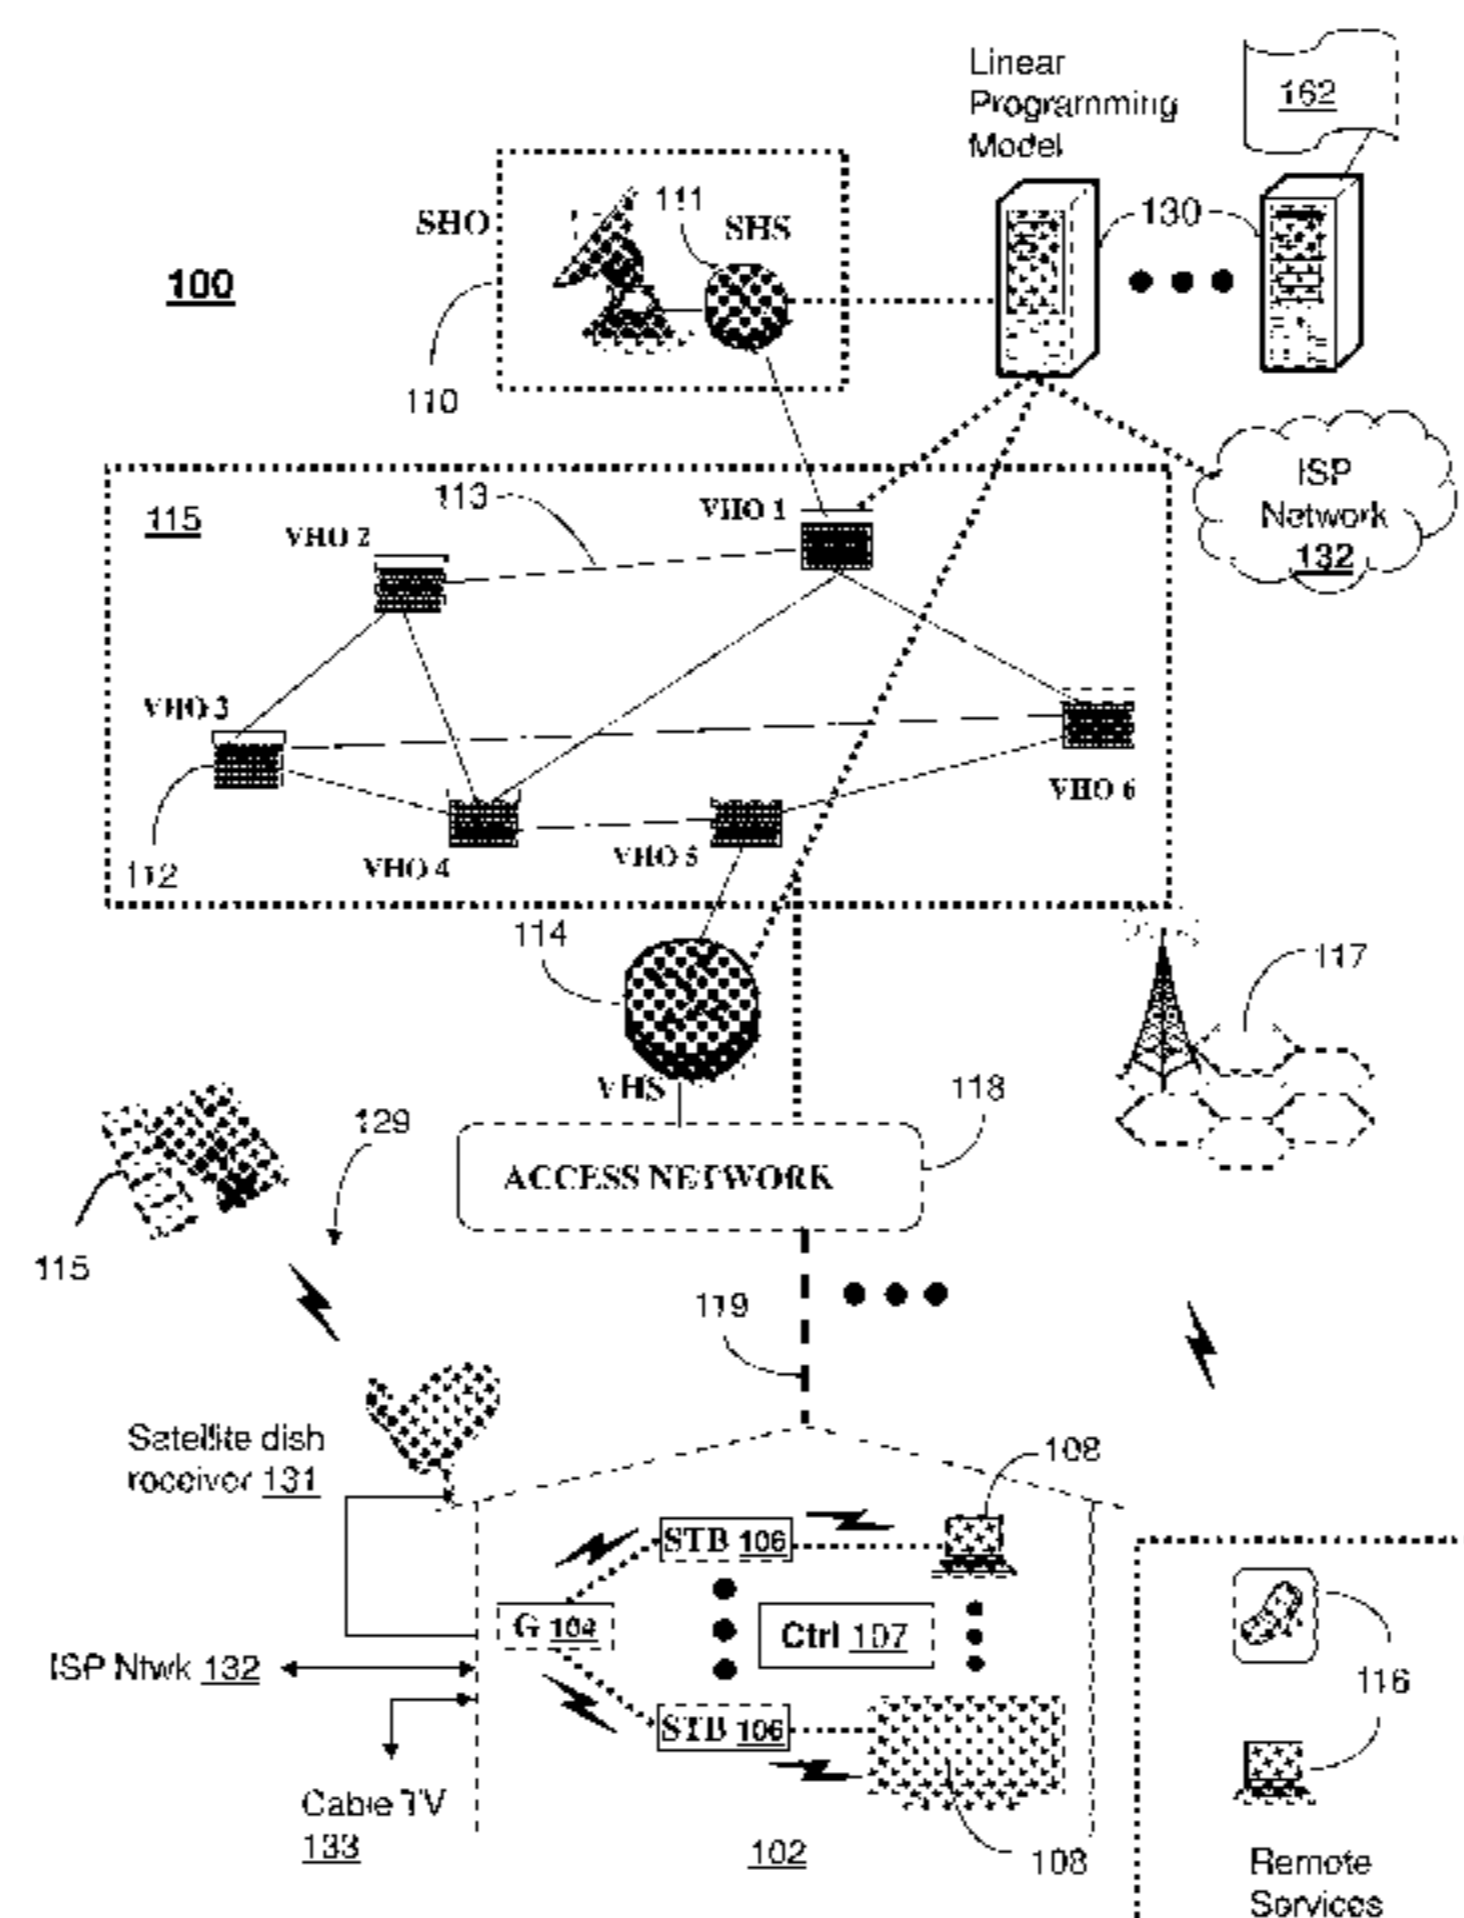 Linear
Programming
Model
162
111
SHO
SHS
130
100
110
ISP
Network
132
113
115
VHO 1
VHO 2
VHO 3
VHO 6
112
VHO 4
VHO 5
114
117
VHS
118
129
ACCESS NETWORK
115
119
Satellite dish
receiver 131
108
STB 106
G 104
Ctrl 107
ISP Ntwk 132
116
STB 106
Cable TV
133
102
108
Remote
Services